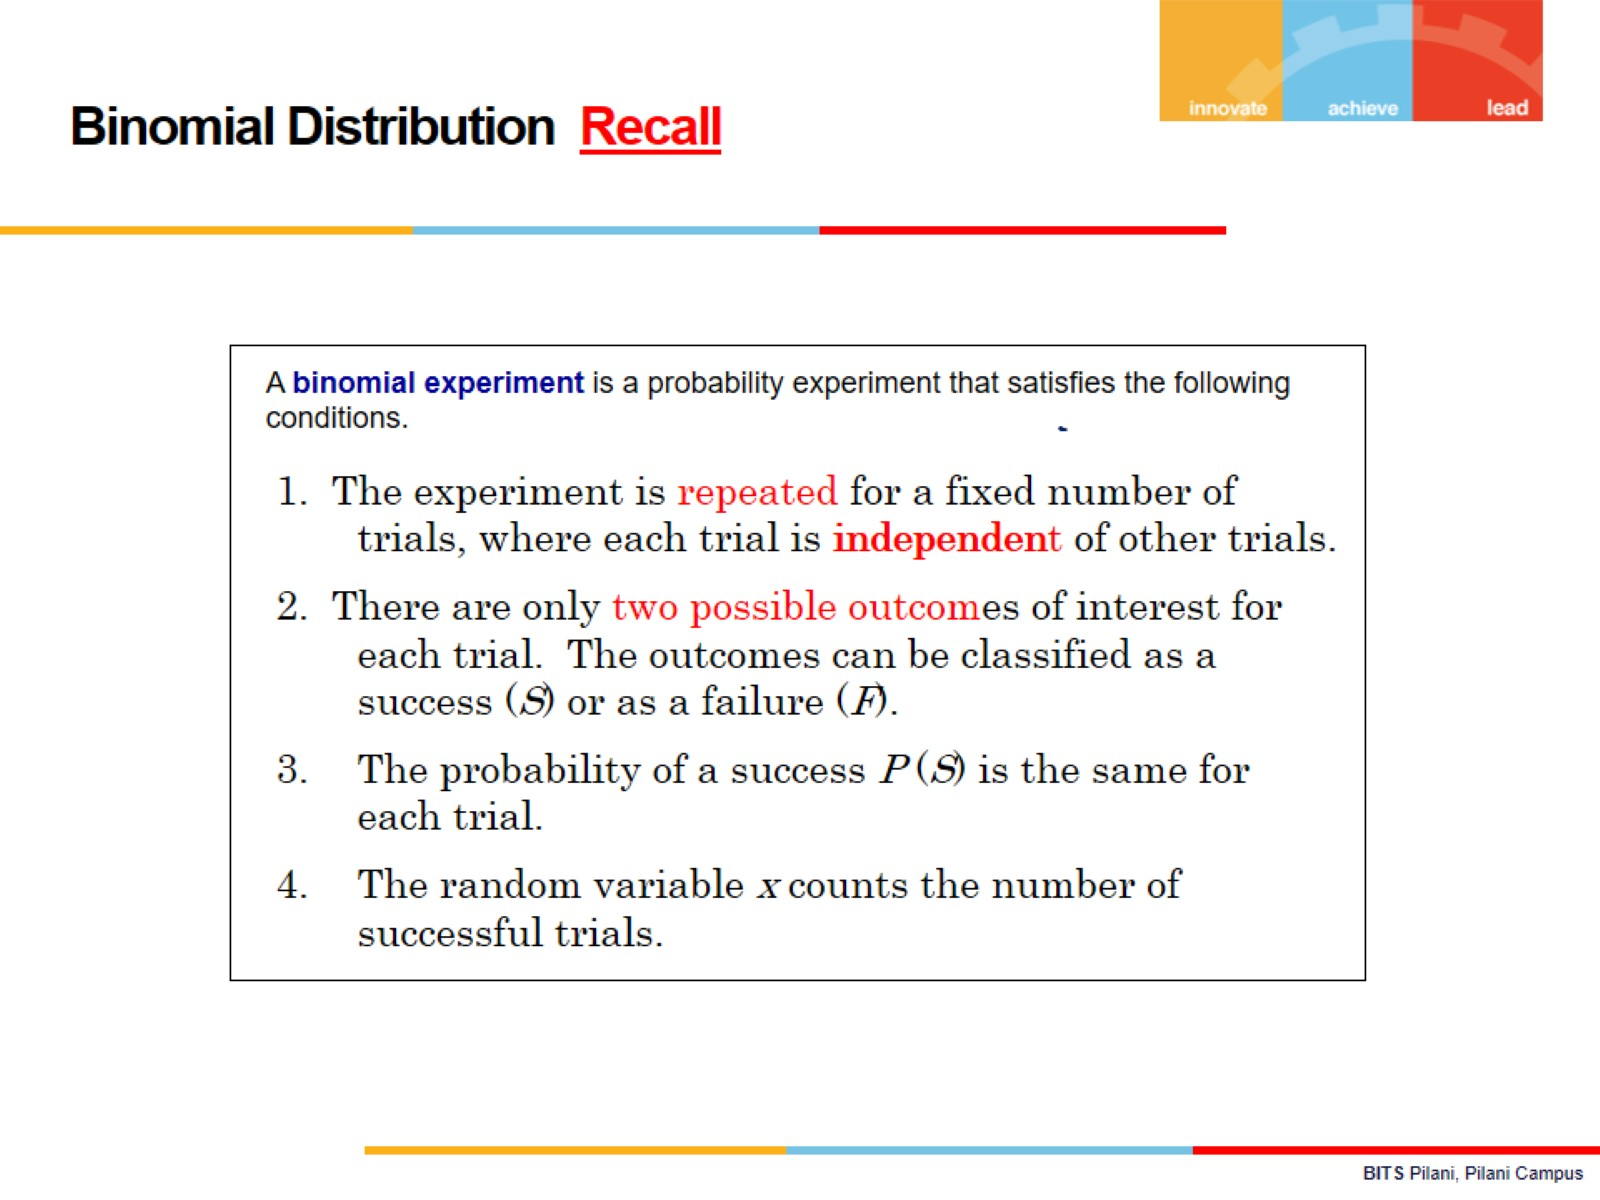 innovate achieve lead
Binomial Distribution Recall
A binomial experiment is a probability experiment that satisfies the following
conditions.
1. The experiment is repeated for a fixed number of
trials, where each trial is independent of other trials.
2. There are only two possible outcomes of interest for
each trial. The outcomes can be classified as a
success (S) or as a failure (F).
3. The probability of a success P (S) is the same for
each trial.
4. The random variable x counts the number of
successful trials.
BITS Pilani, Pilani Campus